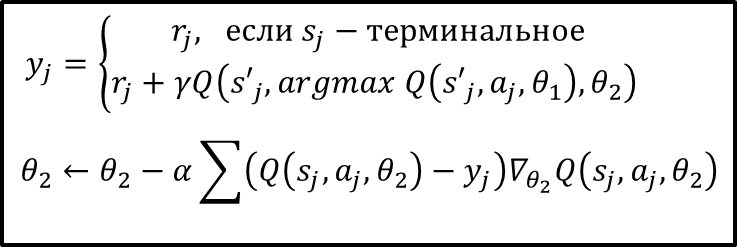 y_j = { r_j, если s_j − терминальное
r_j + γQ(s'_j, argmax Q(s'_j, a_j, θ_1), θ_2)
θ_2 ← θ_2 − α∑(Q(s_j, a_j, θ_2) − y_j)∇_{θ_2}Q(s_j, a_j, θ_2)